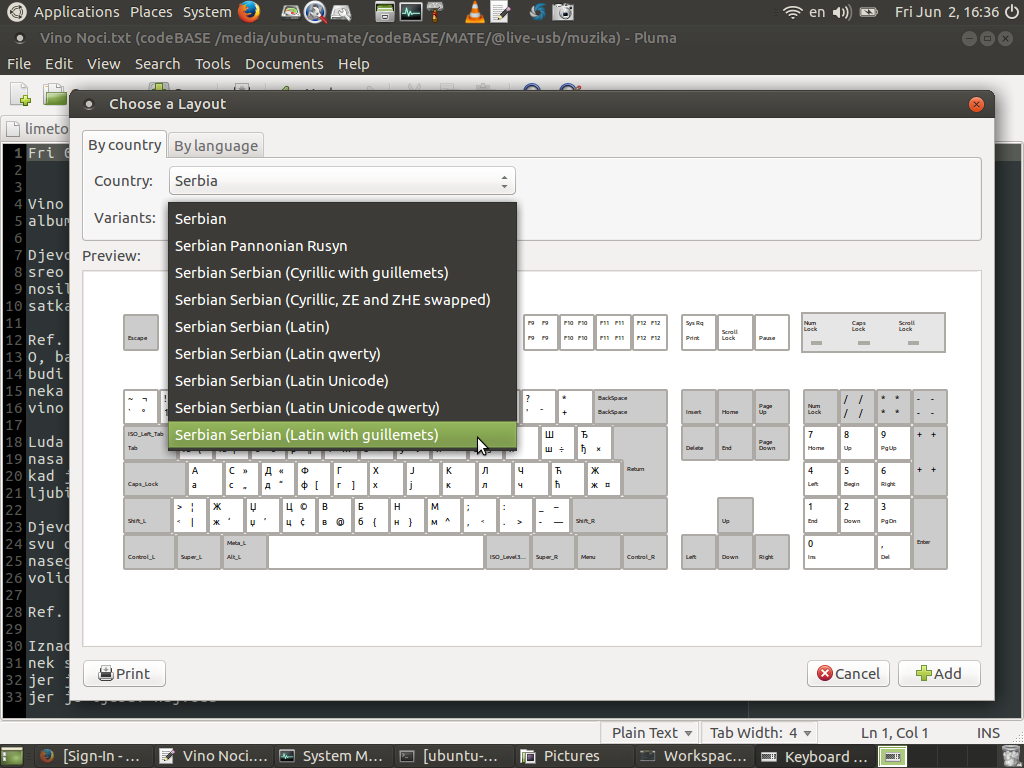 Applications Places System en Fri Jun 2, 16:36
Vino Noci.txt (codeBASE /media/ubuntu-mate/codeBASE/MATE/@live-usb/muzika) - Pluma
File Edit View Search Tools Documents Help
Choose a Layout
limeto
By country By language
1 Fri
Country: Serbia
2
3
4 Vino
Variants:
5 album
Serbian
6
Serbian Pannonian Rusyn
Preview:
7 Djevo
8 sreo
Serbian Serbian (Cyrillic with guillemets)
9 nosil
10 satka
Serbian Serbian (Cyrillic, ZE and ZHE swapped)
11
Serbian Serbian (Latin)
12 Ref.
13 O, ba
Serbian Serbian (Latin qwerty)
14 budi
15 neka
Serbian Serbian (Latin Unicode)
16 vino
Serbian Serbian (Latin Unicode qwerty)
17
18 Luda
Serbian Serbian (Latin with guillemets)
19 nasa
20 kad j
21 ljubi
22
23 Djevo
24 svu
25 naseg
26 volio
27
28 Ref.
29
30 Iznad
31 nek s
32 jer j
33 jer
Escape
F9 F9 F10 F10 F11 F11 F12 F12
F9 F9 F10 F10 F11 F11 F12 F12
Sys Rq Print Scroll Lock Pause
Num Lock Caps Lock Scroll Lock
~ ¬ ! ? * BackSpace
` ° ' ˝ + BackSpace
Insert Home Page Up
Num Lock / / * * - -
/ / * * - -
ISO_Left_Tab Ш Ђ
Tab ш ÷ ђ ×
Delete End Page Down
7 8 9 + +
Home Up PgUp
Caps_Lock А С » Д « Ф Г Х Ј К Л Ч Ћ Ж Return
а с „ д “ ф [ г ] х ј к л ч ћ ж ¤
4 5 6 + +
Left Begin Right
Shift_L > ¦ Ж Џ Ц © В Б Н М ; : _ – Shift_R
< | ж ‘ џ ’ ц ¢ в @ б { н } м ^ , < . > - —
Up
1 2 3
End Down PgDn
Enter
Control_L Super_L Meta_L Alt_L ISO_Level3... Super_R Menu Control_R
Left Down Right
0 ,
Ins Del
Print Cancel Add
Plain Text Tab Width: 4 Ln 1, Col 1 INS
[Sign-In -... Vino Noci.... System M... [ubuntu-... Pictures Workspac... Keyboard ...